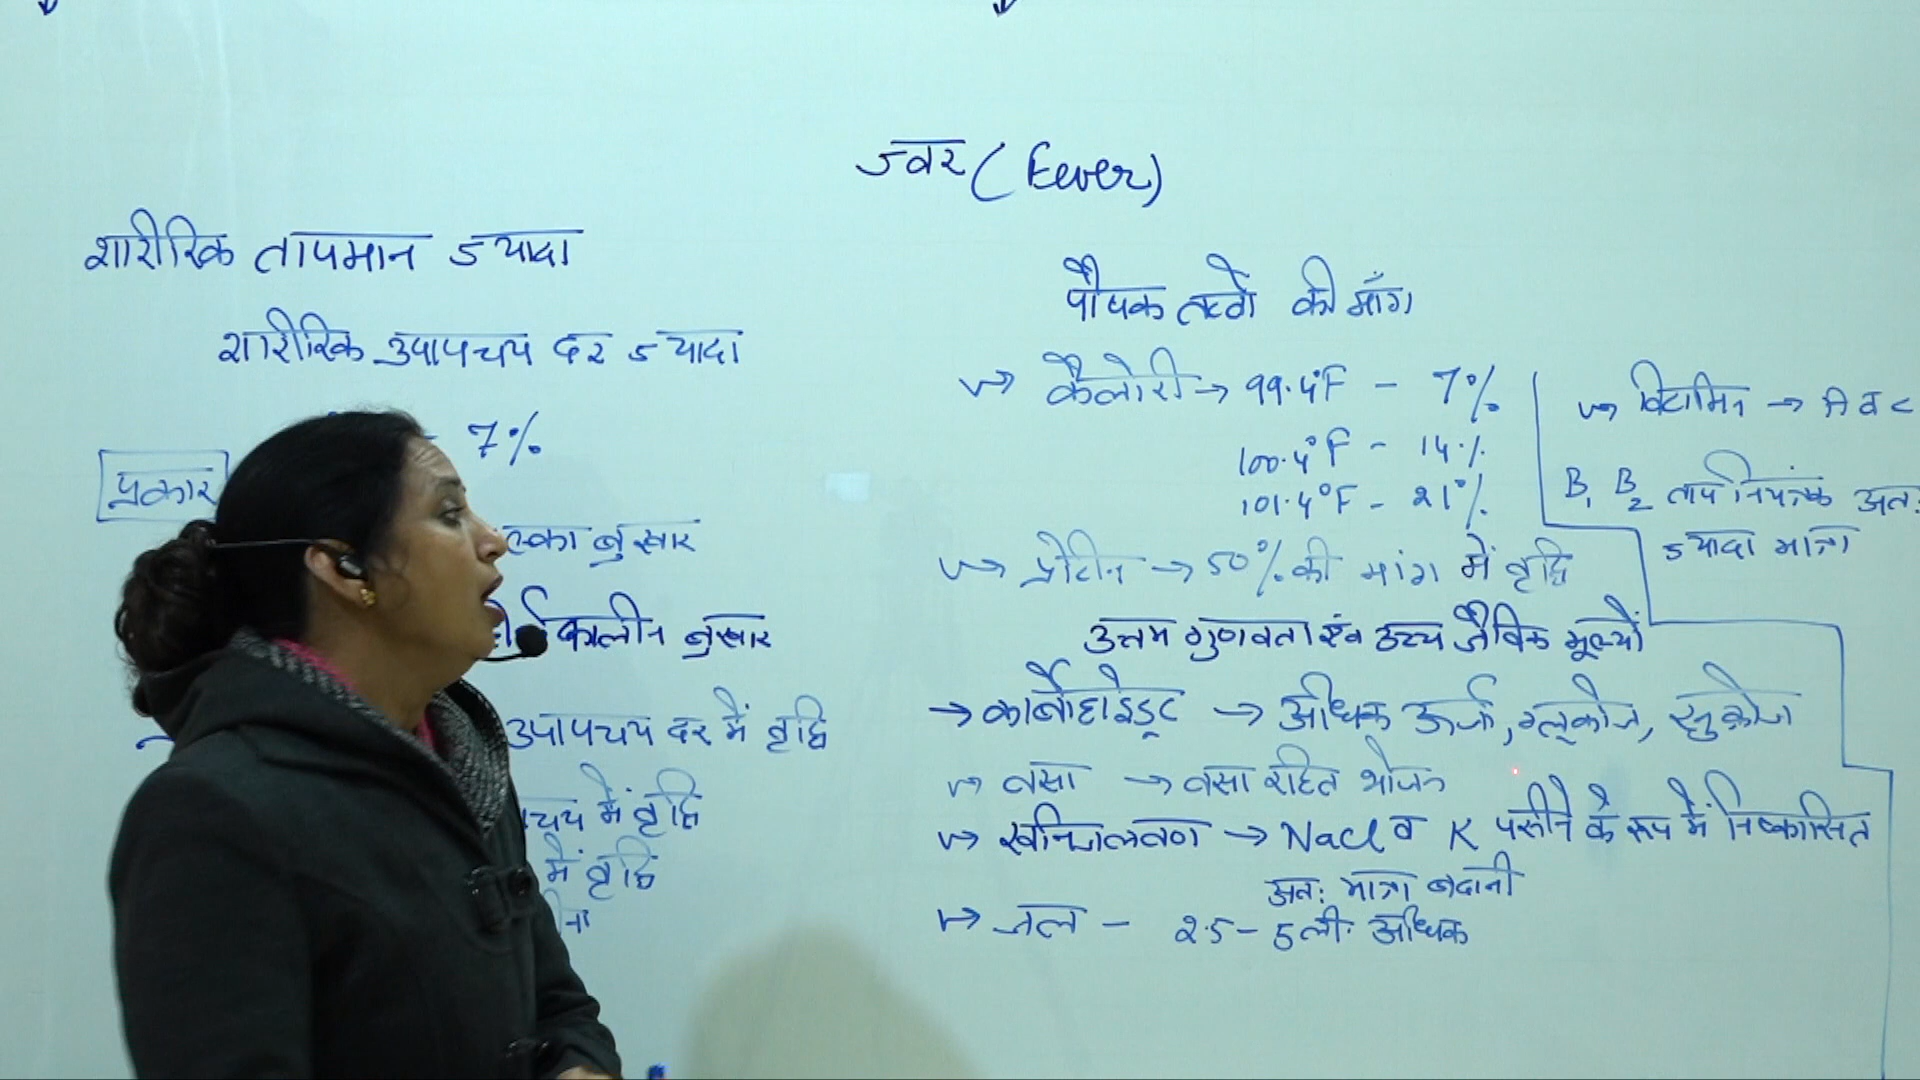 ज्वर (Fever)
शारीरिक तापमान ज्यादा
शारीरिक उपापचय दर ज्यादा
7%
प्रकार
नुसार
कालीन नुसार
उपापचय दर में वृद्धि
चय में वृद्धि
में वृद्धि
पौषक तत्वो की माँग
कैलोरी → 99.4°F - 7%
100.4°F - 14%
101.4°F - 21%
प्रोटीन → 50% की मांग में वृद्धि
उत्तम गुणवता एंव उच्च जैविक मूल्यों
→ कार्बोहाइड्रट → अधिक ऊर्जा, ग्लूकोज, सुक्रोज
वसा → वसा रहित भोजन
खनिजलवण → NaCl व K पसीने के रूप में निष्कासित
अतः मात्रा बढानी
जल - 2.5 - 5 ली. अधिक
विटामिन → A व C
B1 B2 ताप नियंत्रक अतः
ज्यादा मात्रा